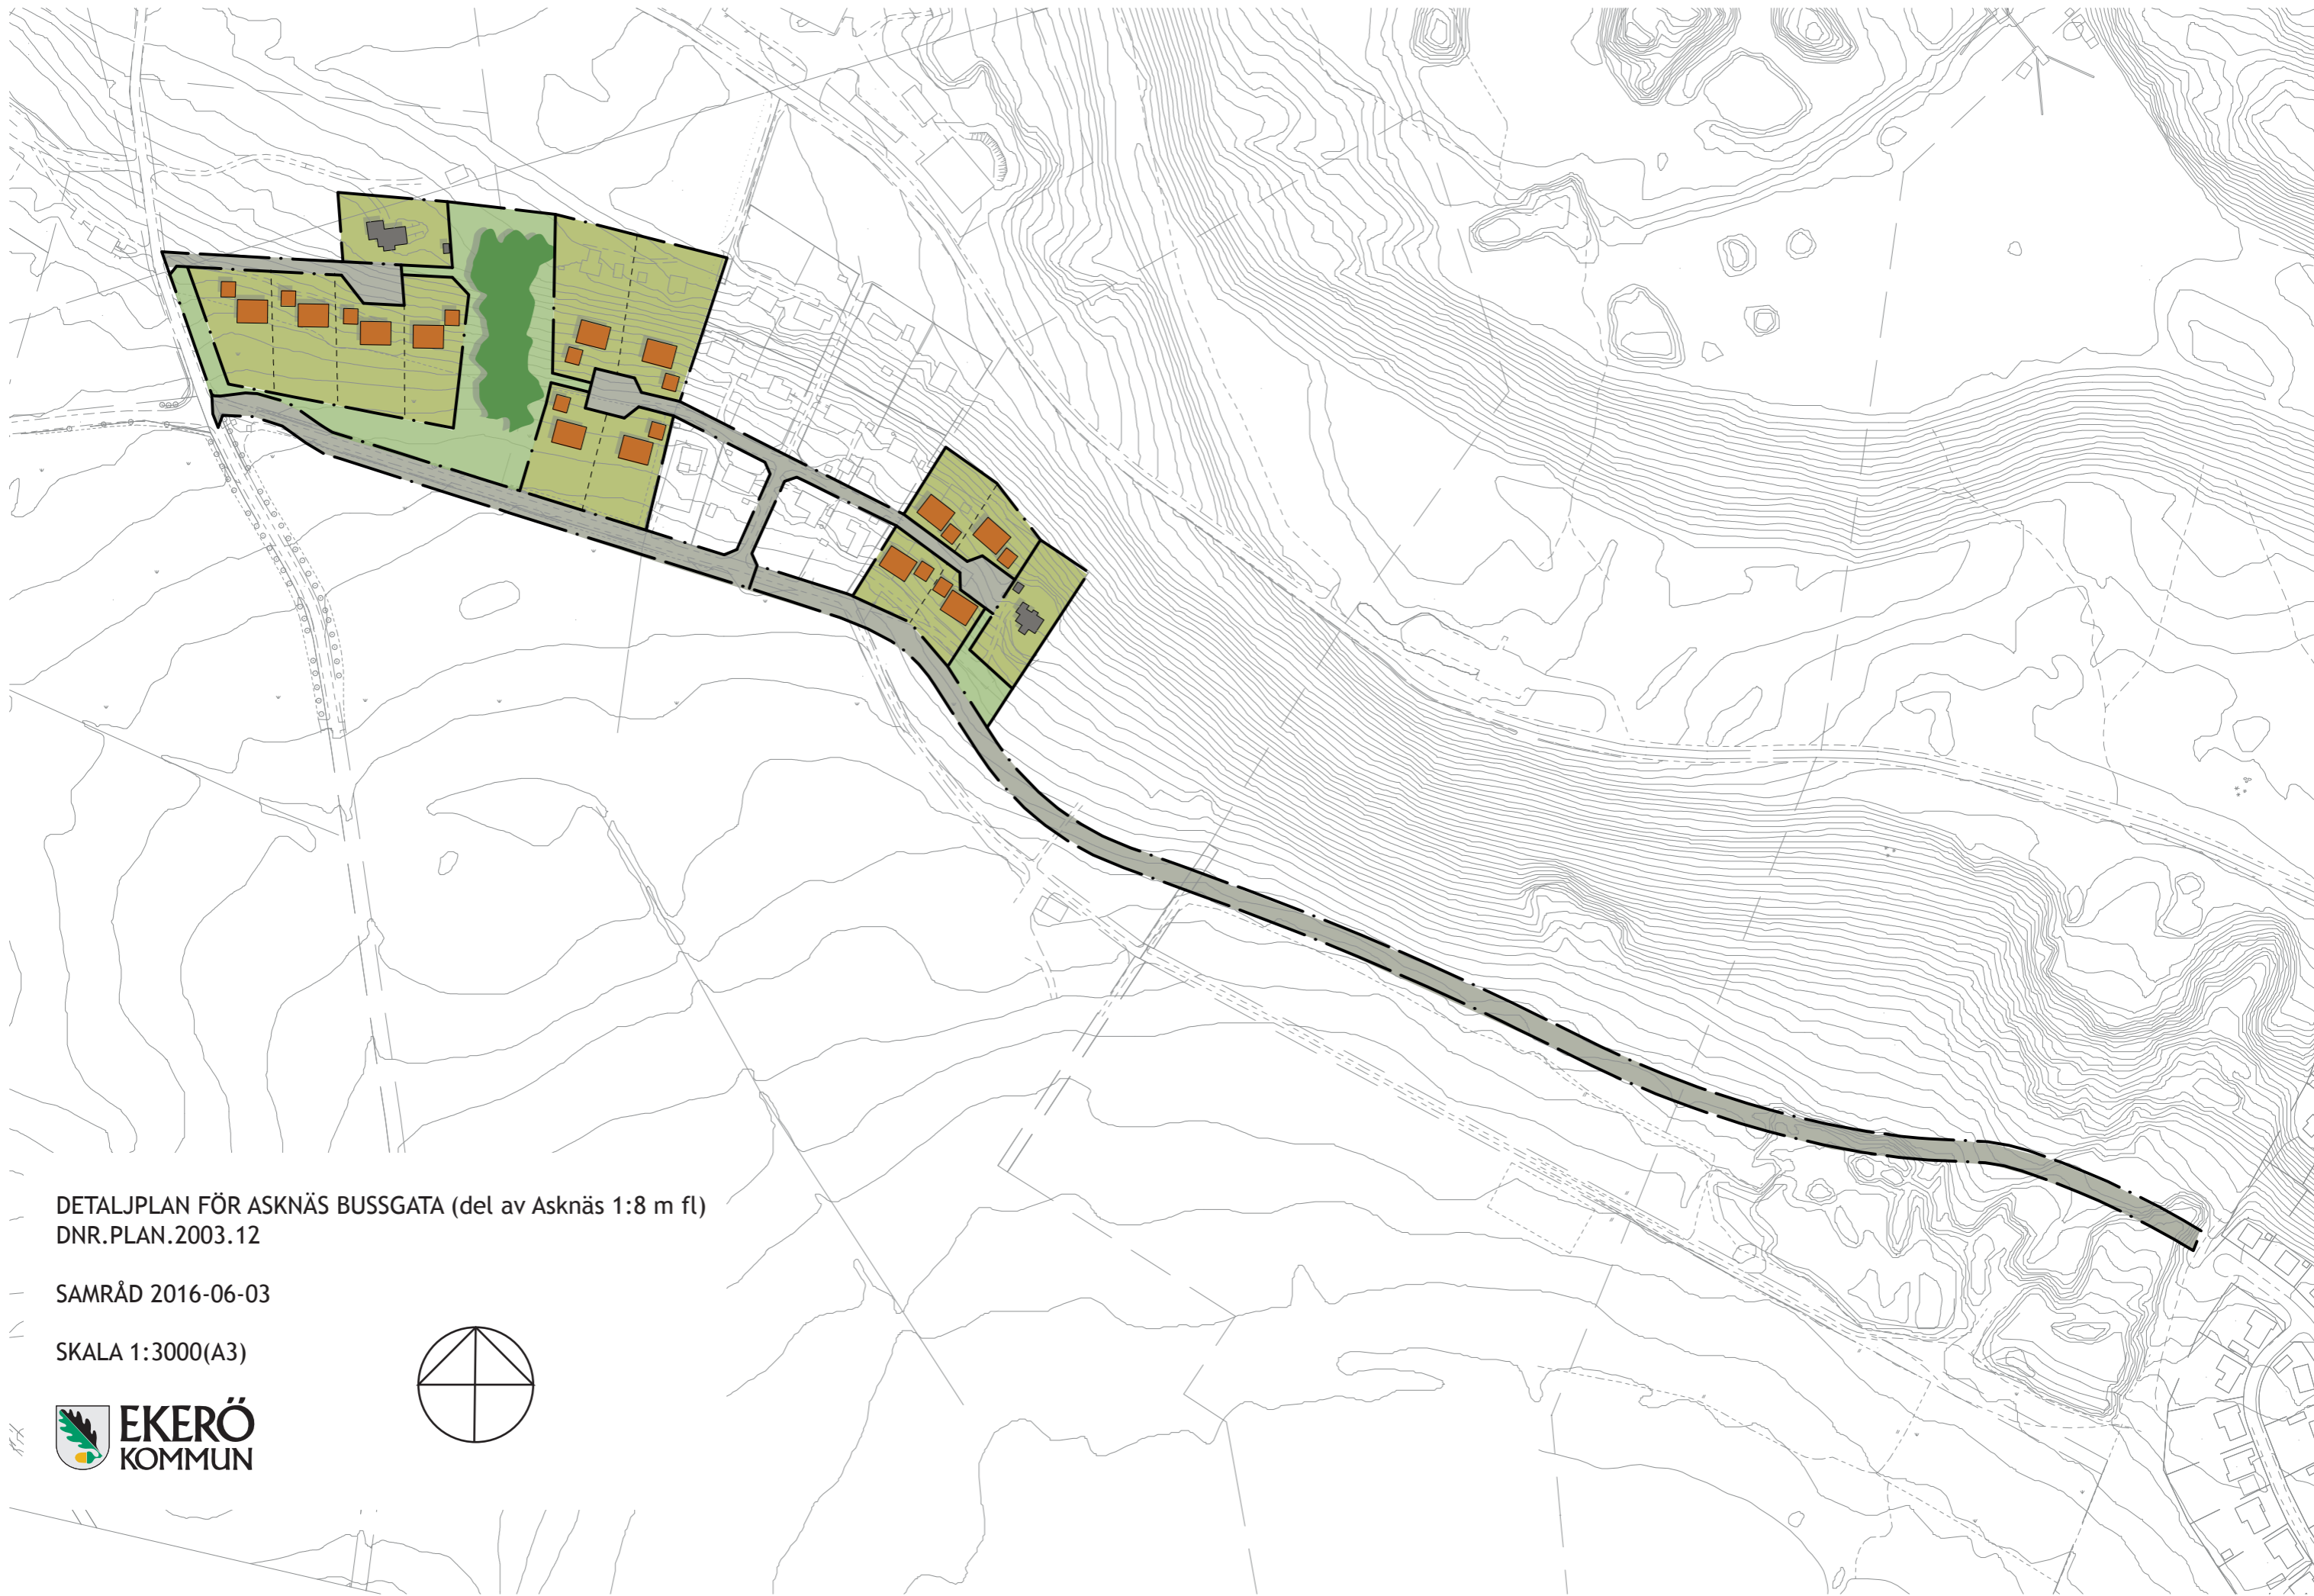 DETALJPLAN FÖR ASKNÄS BUSSGATA (del av Asknäs 1:8 m fl)
DNR.PLAN.2003.12
SAMRÅD 2016-06-03
SKALA 1:3000(A3)
EKERÖ
KOMMUN